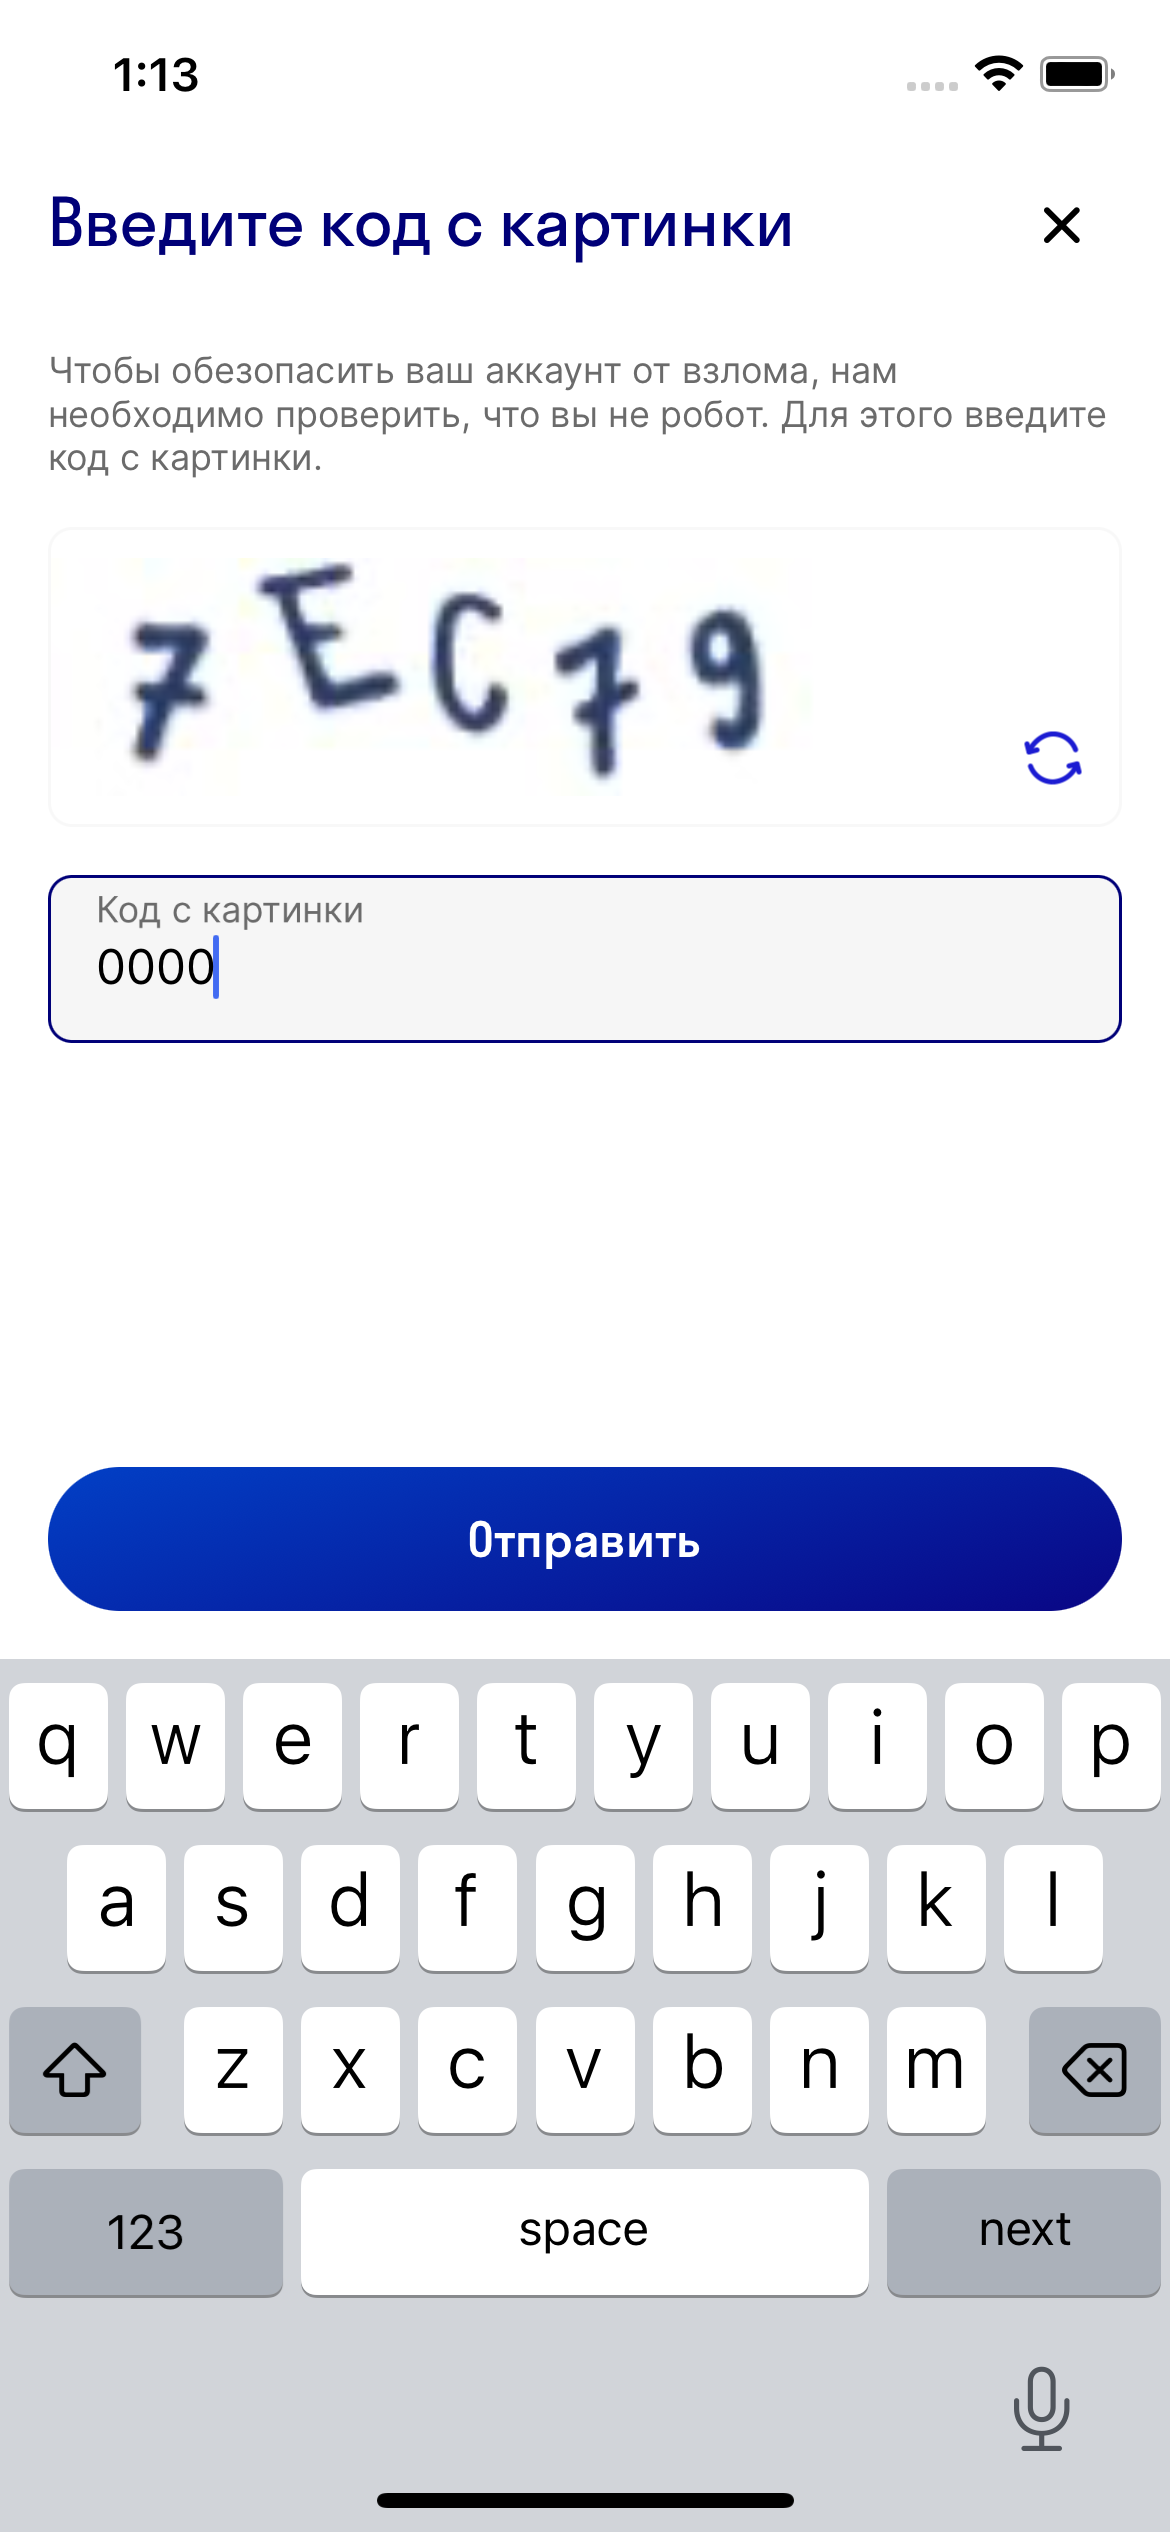 1:13
Введите код с картинки
Чтобы обезопасить ваш аккаунт от взлома, нам
необходимо проверить, что вы не робот. Для этого введите
код с картинки.
7EC79
Код с картинки
0000
Отправить
q w e r t y u i o p
a s d f g h j k l
z x c v b n m
123 space next